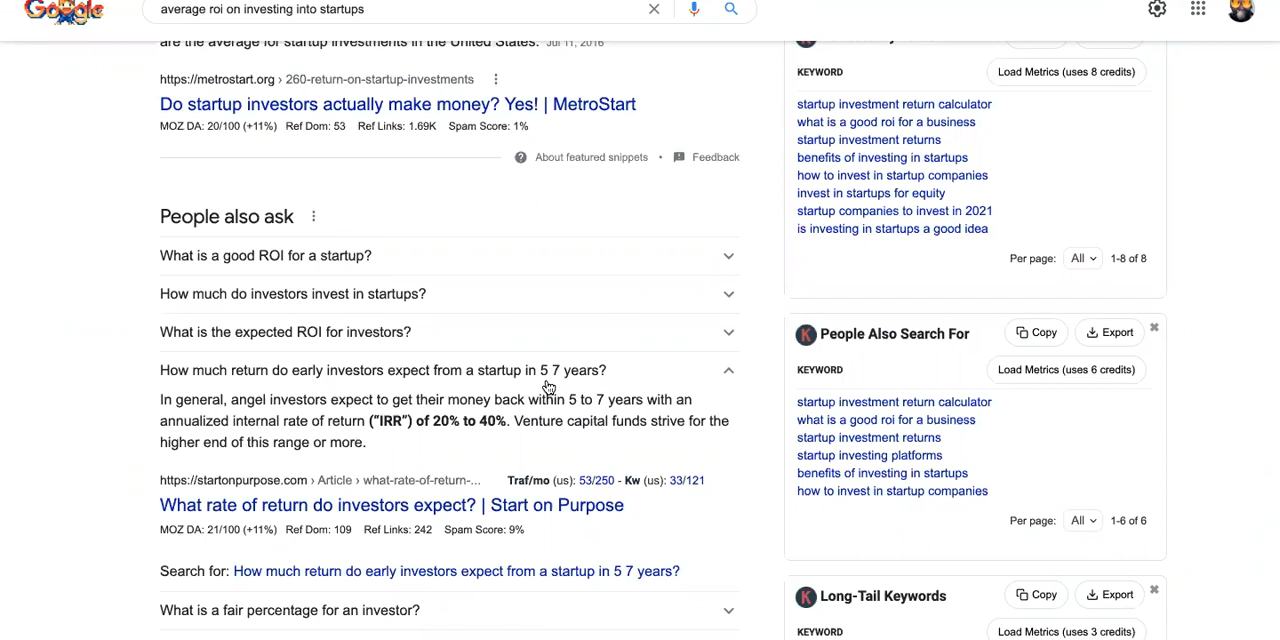 Google
average roi on investing into startups
are the average for startup investments in the United States. Jul 11, 2016
https://metrostart.org › 260-return-on-startup-investments
Do startup investors actually make money? Yes! | MetroStart
MOZ DA: 20/100 (+11%) Ref Dom: 53 Ref Links: 1.69K Spam Score: 1%
About featured snippets • Feedback
People also ask
What is a good ROI for a startup?
How much do investors invest in startups?
What is the expected ROI for investors?
How much return do early investors expect from a startup in 5 7 years?
In general, angel investors expect to get their money back within 5 to 7 years with an
annualized internal rate of return (“IRR”) of 20% to 40%. Venture capital funds strive for the
higher end of this range or more.
https://startonpurpose.com › Article › what-rate-of-return-... Traf/mo (us): 53/250 - Kw (us): 33/121
What rate of return do investors expect? | Start on Purpose
MOZ DA: 21/100 (+11%) Ref Dom: 109 Ref Links: 242 Spam Score: 9%
Search for: How much return do early investors expect from a startup in 5 7 years?
What is a fair percentage for an investor?
KEYWORD Load Metrics (uses 8 credits)
startup investment return calculator
what is a good roi for a business
startup investment returns
benefits of investing in startups
how to invest in startup companies
invest in startups for equity
startup companies to invest in 2021
is investing in startups a good idea
Per page: All 1-8 of 8
K People Also Search For Copy Export
KEYWORD Load Metrics (uses 6 credits)
startup investment return calculator
what is a good roi for a business
startup investment returns
startup investing platforms
benefits of investing in startups
how to invest in startup companies
Per page: All 1-6 of 6
K Long-Tail Keywords Copy Export
KEYWORD Load Metrics (uses 3 credits)